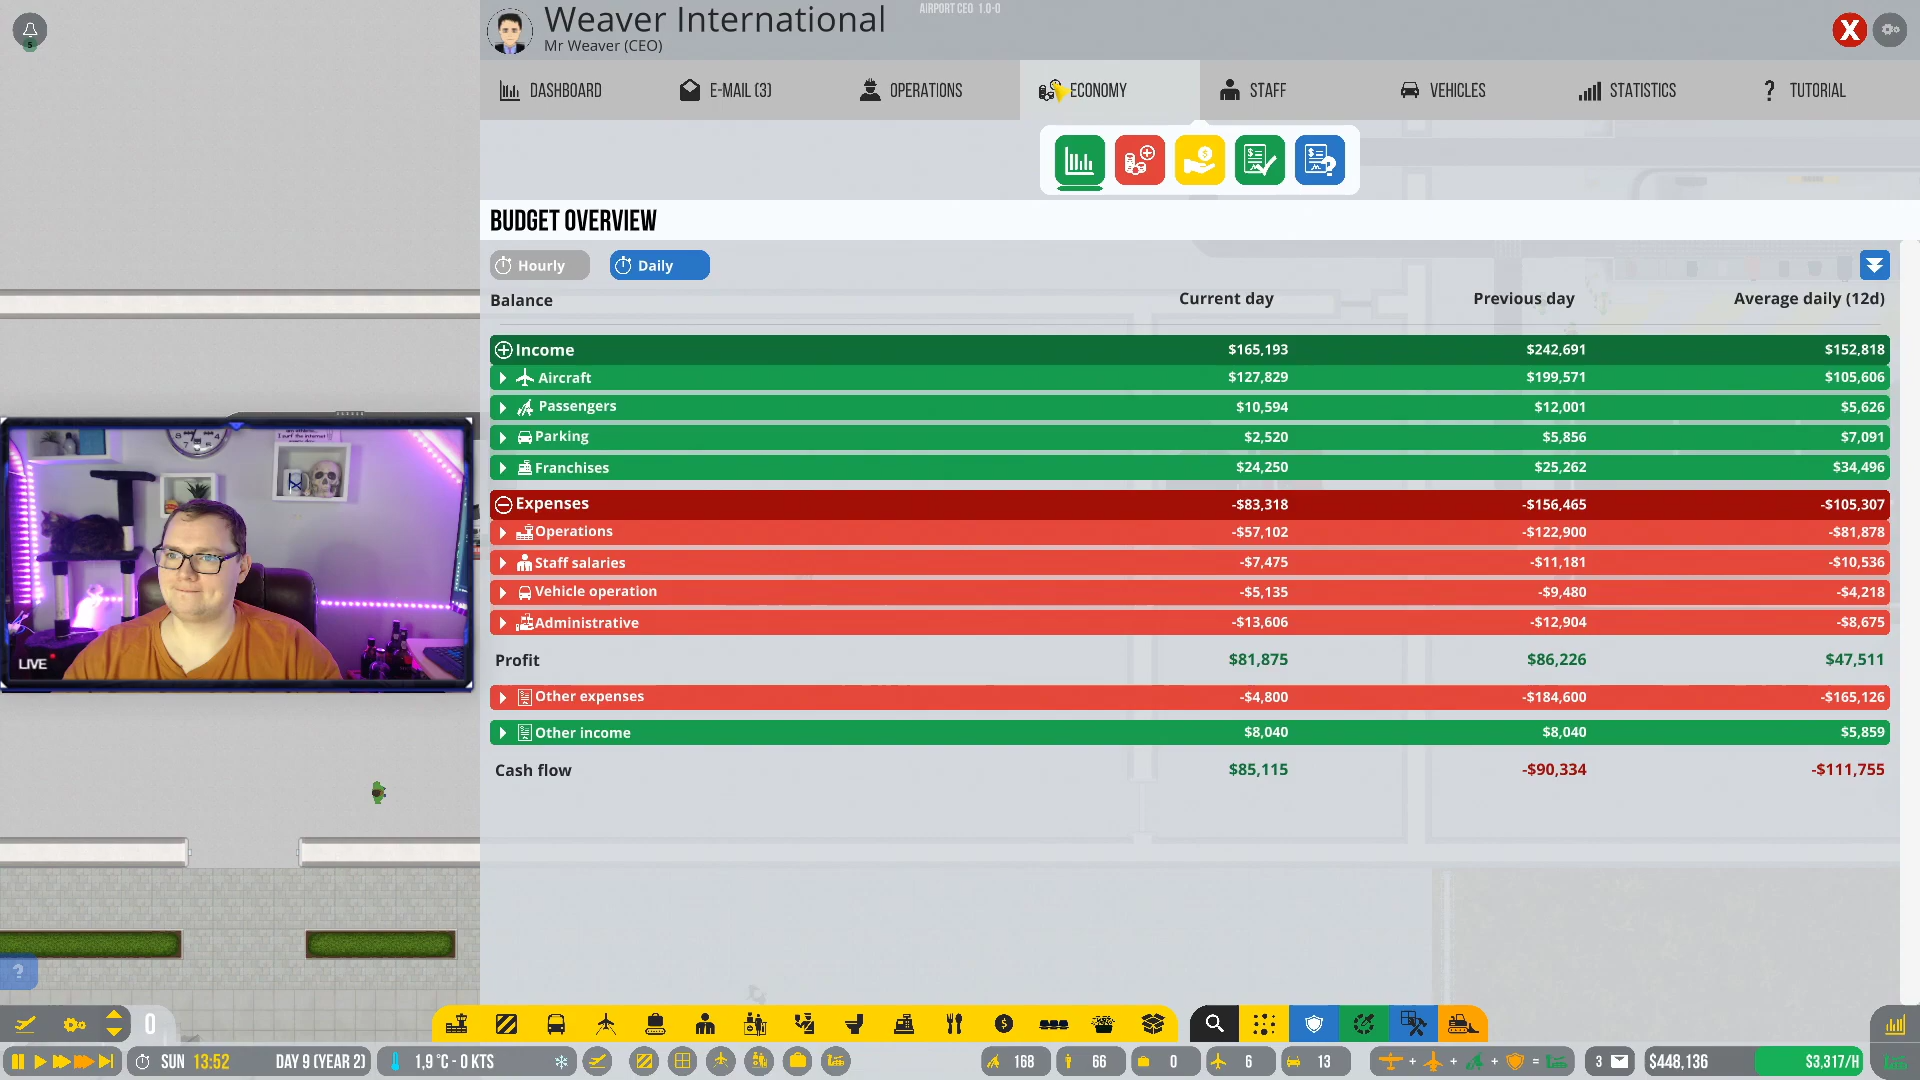 AIRPORT CEO 1.0-0
Weaver International
Mr Weaver (CEO)
X
DASHBOARD
E-MAIL (3)
OPERATIONS
ECONOMY
STAFF
VEHICLES
STATISTICS
? TUTORIAL
BUDGET OVERVIEW
Hourly Daily
Balance Current day Previous day Average daily (12d)
Income $165,193 $242,691 $152,818
Aircraft $127,829 $199,571 $105,606
Passengers $10,594 $12,001 $5,626
Parking $2,520 $5,856 $7,091
Franchises $24,250 $25,262 $34,496
Expenses -$83,318 -$156,465 -$105,307
Operations -$57,102 -$122,900 -$81,878
Staff salaries -$7,475 -$11,181 -$10,536
Vehicle operation -$5,135 -$9,480 -$4,218
Administrative -$13,606 -$12,904 -$8,675
Profit $81,875 $86,226 $47,511
Other expenses -$4,800 -$184,600 -$165,126
Other income $8,040 $8,040 $5,859
Cash flow $85,115 -$90,334 -$111,755
LIVE
?
0
SUN 13:52 DAY 9 (YEAR 2) 1,9 °C - 0 KTS
168 66 0 6 13 + + + = 3 $448,136 $3,317/H